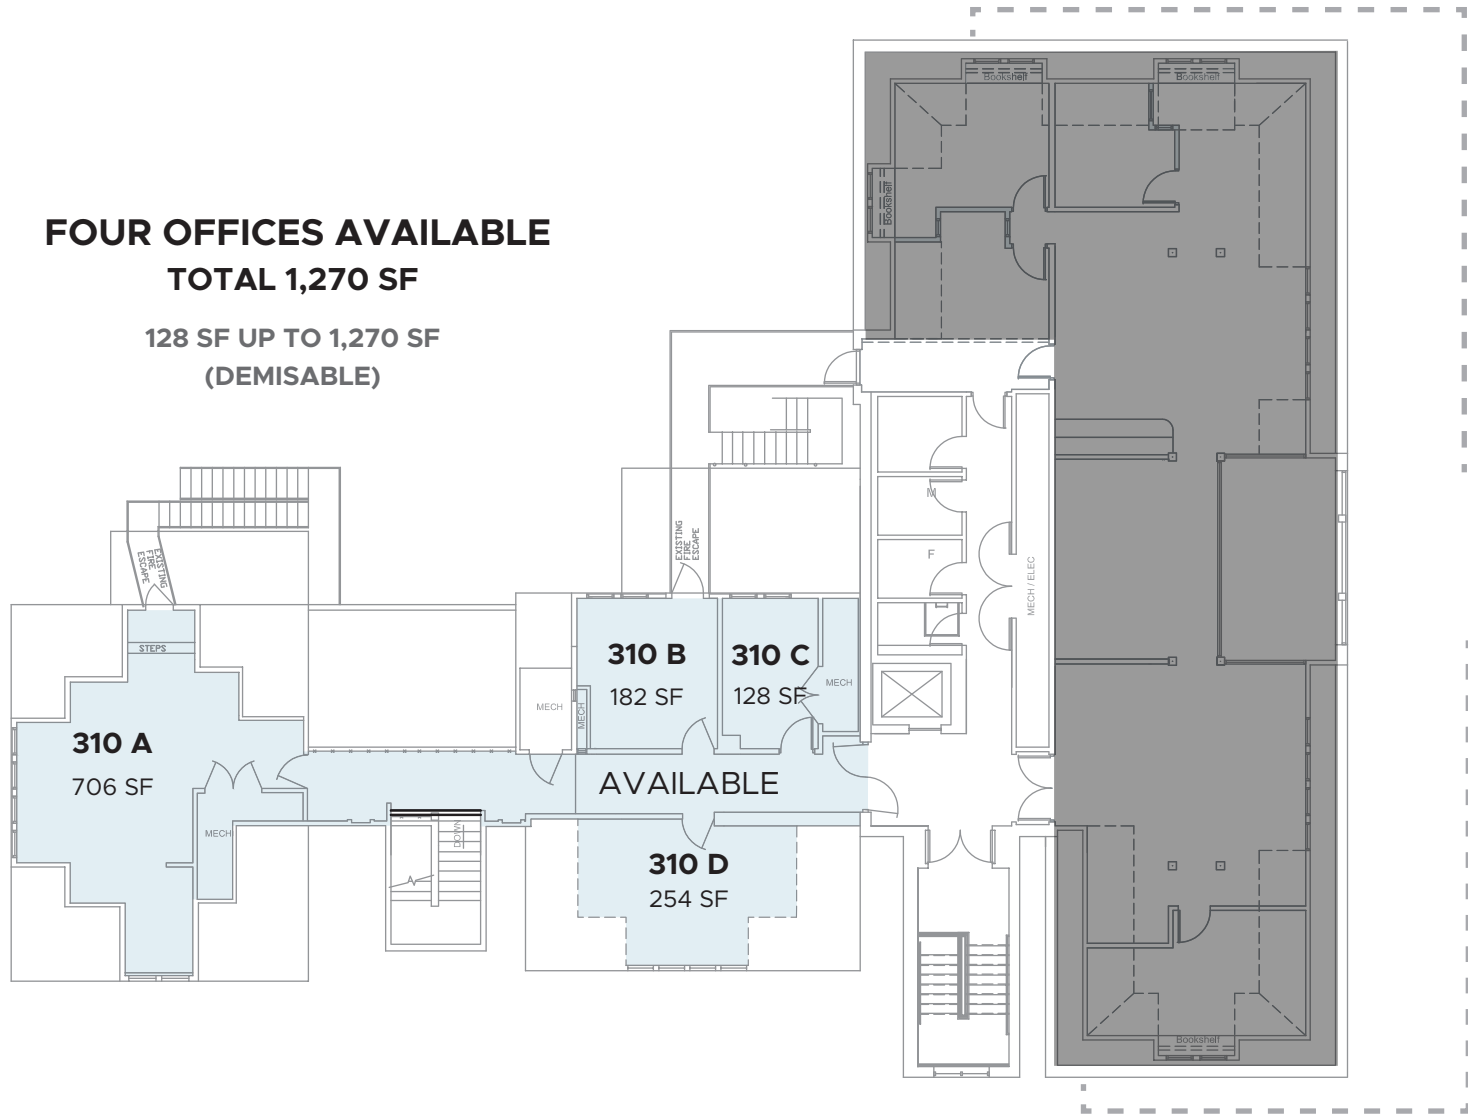 FOUR OFFICES AVAILABLE
TOTAL 1,270 SF
128 SF UP TO 1,270 SF
(DEMISABLE)
Bookshelf
Bookshelf
Bookshelf
M
F
MECH / ELEC
EXISTING
FIRE
ESCAPE
EXISTING
FIRE
ESCAPE
STEPS
310 A
706 SF
MECH
MECH
MECH
310 B
182 SF
310 C
128 SF
MECH
AVAILABLE
DOWN
310 D
254 SF
Bookshelf